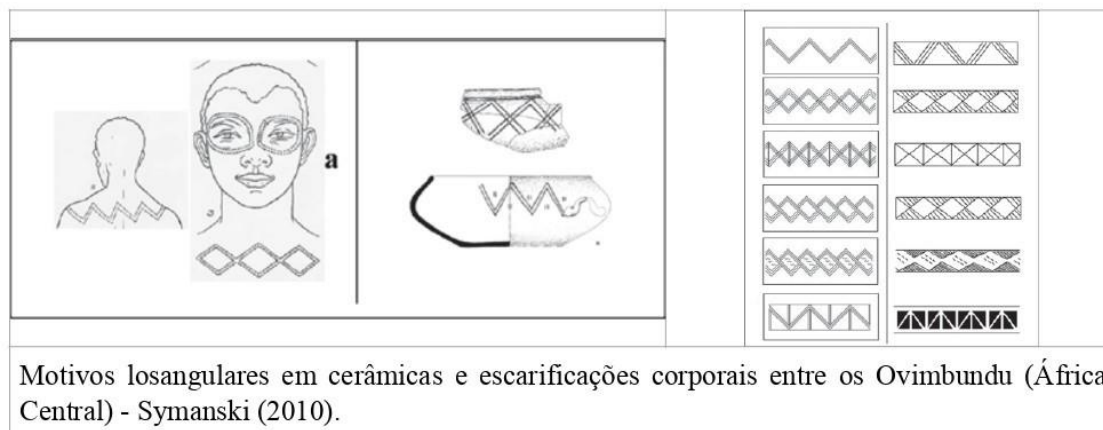 a
Motivos losangulares em cerâmicas e escarificações corporais entre os Ovimbundu (África
Central) - Symanski (2010).